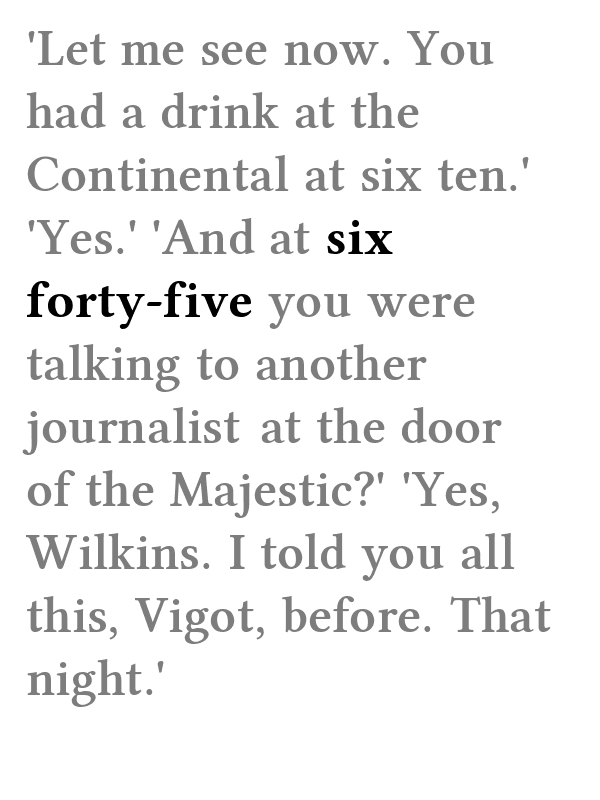 'Let me see now. You
had a drink at the
Continental at six ten.'
'Yes.' 'And at six
forty-five you were
talking to another
journalist at the door
of the Majestic?' 'Yes,
Wilkins. I told you all
this, Vigot, before. That
night.'